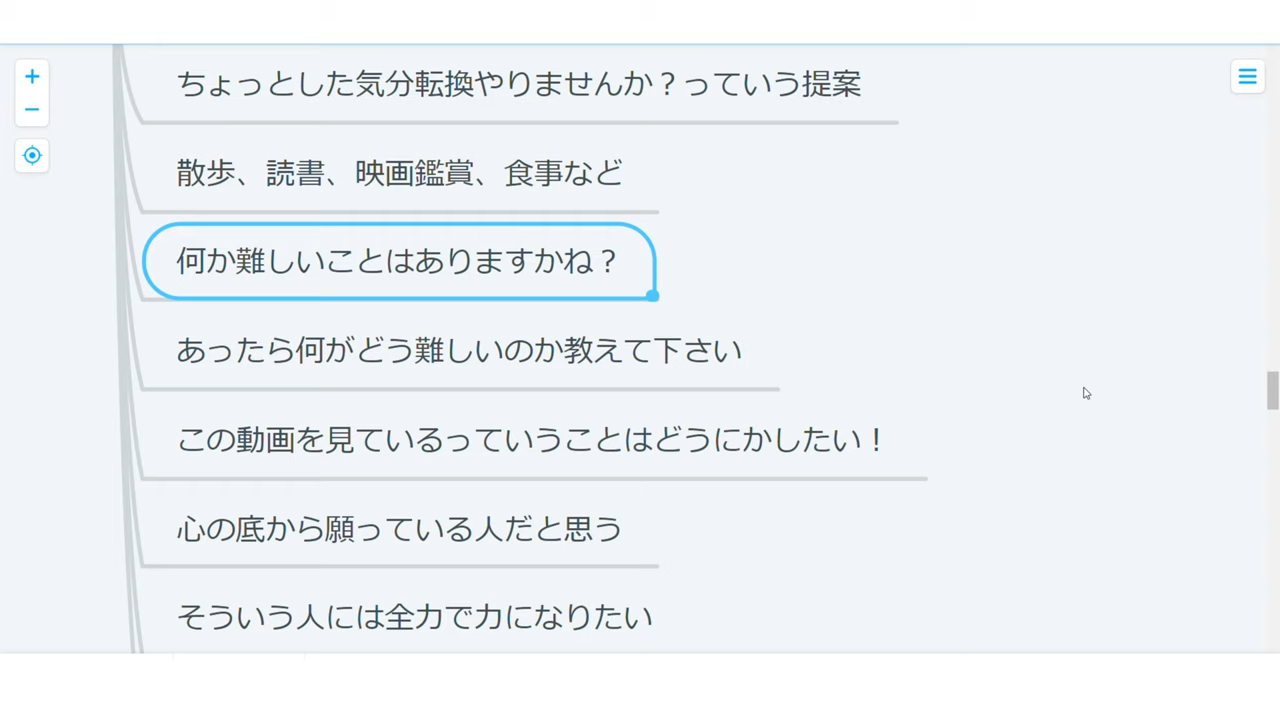 ちょっとした気分転換やりませんか？っていう提案
散歩、読書、映画鑑賞、食事など
何か難しいことはありますかね？
あったら何がどう難しいのか教えて下さい
この動画を見ているっていうことはどうにかしたい！
心の底から願っている人だと思う
そういう人には全力で力になりたい